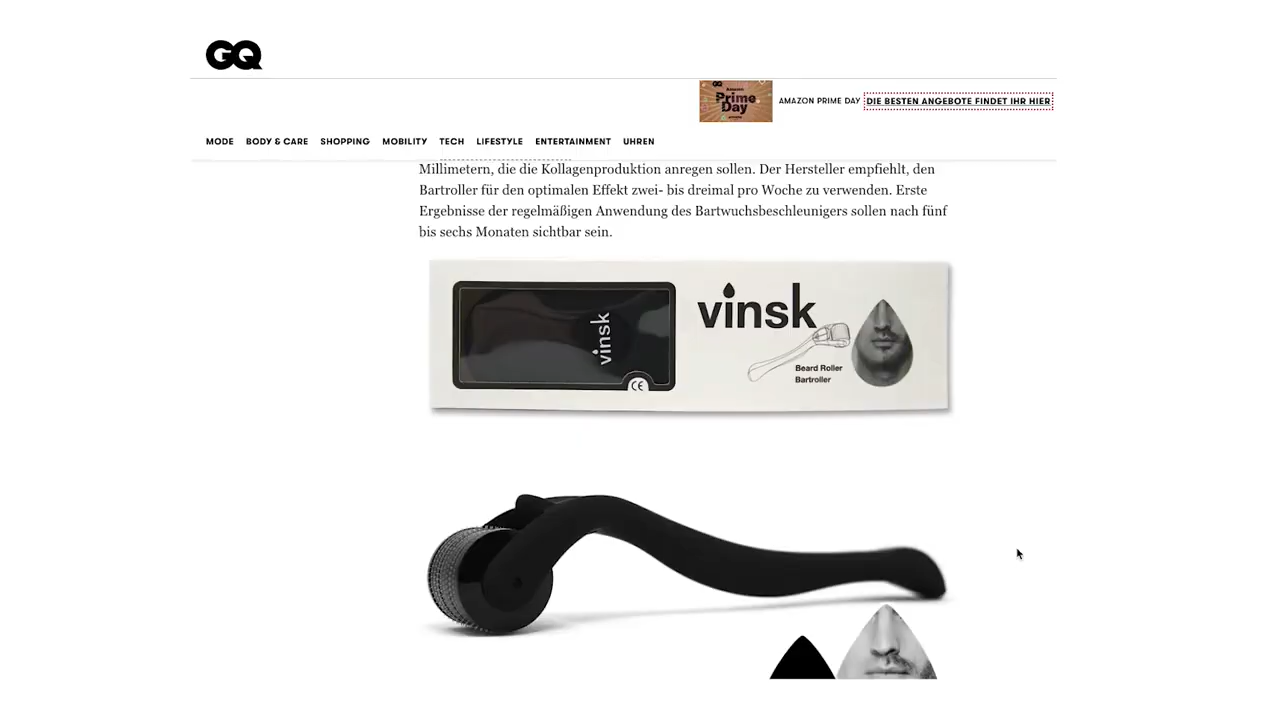 GQ
GQ
Amazon
Prime
Day
AMAZON PRIME DAY DIE BESTEN ANGEBOTE FINDET IHR HIER
MODE BODY & CARE SHOPPING MOBILITY TECH LIFESTYLE ENTERTAINMENT UHREN
Millimetern, die die Kollagenproduktion anregen sollen. Der Hersteller empfiehlt, den
Bartroller für den optimalen Effekt zwei- bis dreimal pro Woche zu verwenden. Erste
Ergebnisse der regelmäßigen Anwendung des Bartwuchsbeschleunigers sollen nach fünf
bis sechs Monaten sichtbar sein.
vinsk
CE
vinsk
Beard Roller
Bartroller